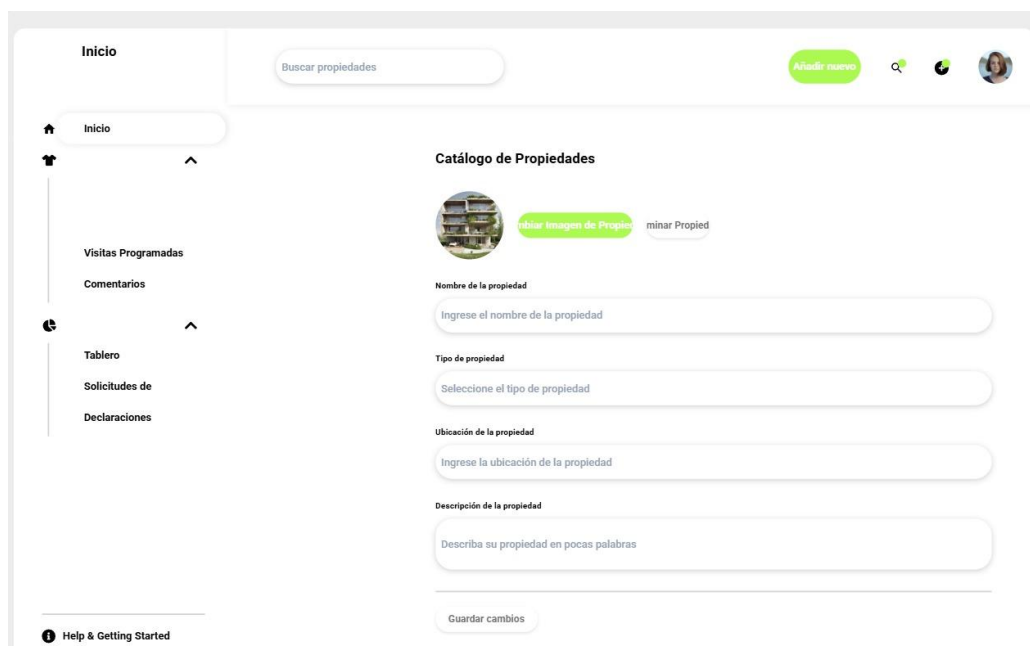 Inicio
Buscar propiedades
Añadir nuevo
Inicio
Visitas Programadas
Comentarios
Tablero
Solicitudes de
Declaraciones
Help & Getting Started
Catálogo de Propiedades
nbiar Imagen de Propied
minar Propied
Nombre de la propiedad
Ingrese el nombre de la propiedad
Tipo de propiedad
Seleccione el tipo de propiedad
Ubicación de la propiedad
Ingrese la ubicación de la propiedad
Descripción de la propiedad
Describa su propiedad en pocas palabras
Guardar cambios